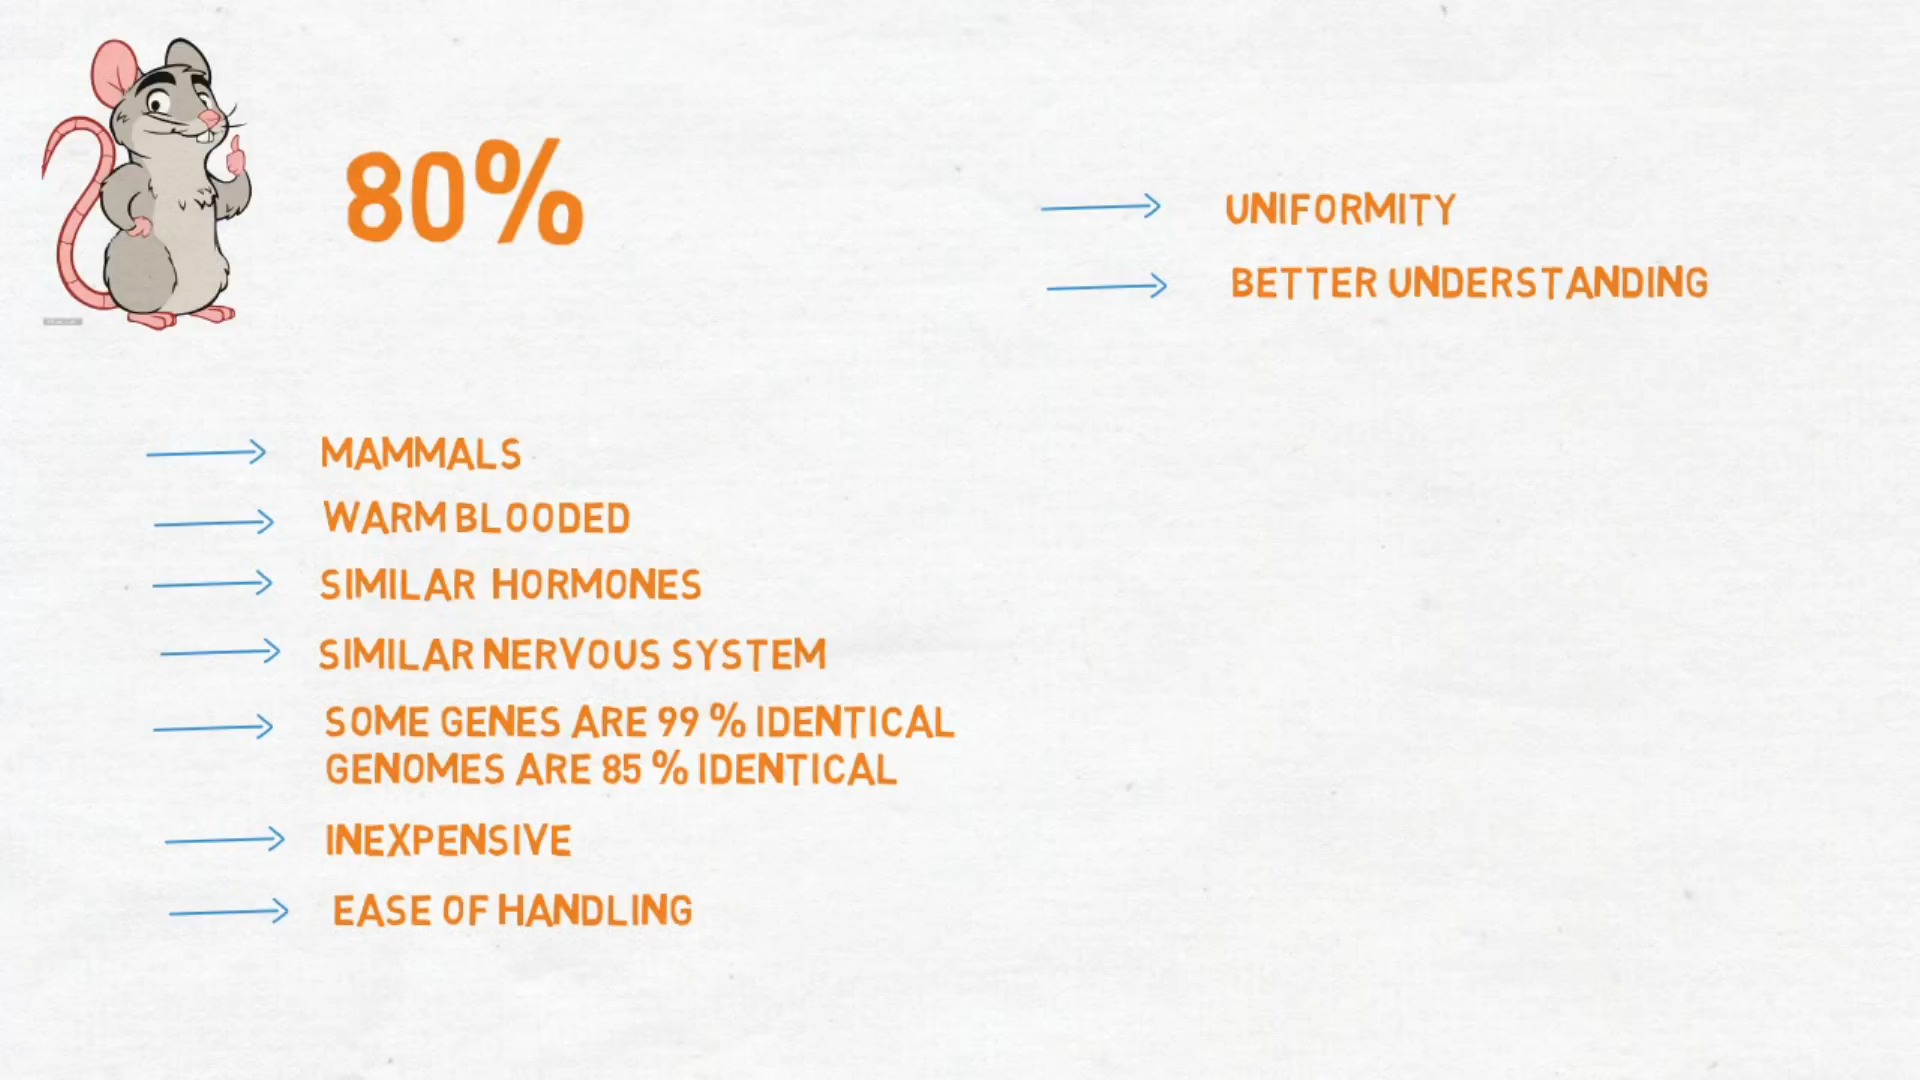 80%
UNIFORMITY
BETTER UNDERSTANDING
MAMMALS
WARM BLOODED
SIMILAR HORMONES
SIMILAR NERVOUS SYSTEM
SOME GENES ARE 99 % IDENTICAL
GENOMES ARE 85 % IDENTICAL
INEXPENSIVE
EASE OF HANDLING